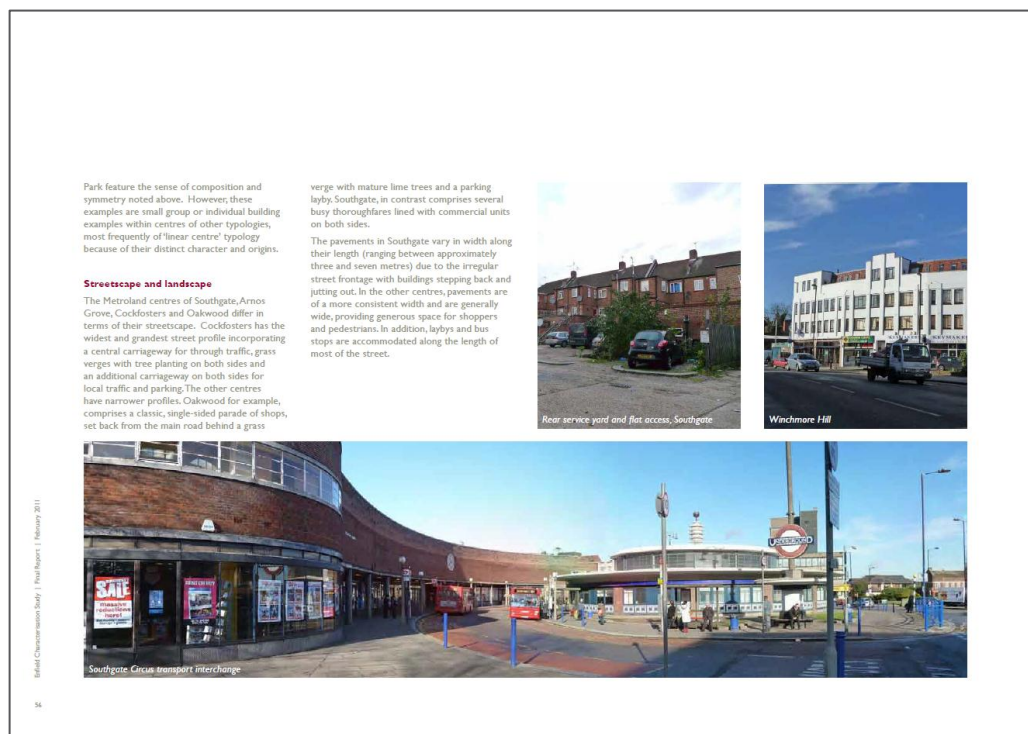 Park feature the sense of composition and
symmetry noted above. However, these
examples are small group or individual building
examples within centres of other typologies,
most frequently of ‘linear centre’ typology
because of their distinct character and origins.
Streetscape and landscape
The Metroland centres of Southgate, Arnos
Grove, Cockfosters and Oakwood differ in
terms of their streetscape. Cockfosters has the
widest and grandest street profile incorporating
a central carriageway for through traffic, grass
verges with tree planting on both sides and
an additional carriageway on both sides for
local traffic and parking. The other centres
have narrower profiles. Oakwood for example,
comprises a classic, single-sided parade of shops,
set back from the main road behind a grass
verge with mature lime trees and a parking
layby. Southgate, in contrast comprises several
busy thoroughfares lined with commercial units
on both sides.
The pavements in Southgate vary in width along
their length (ranging between approximately
three and seven metres) due to the irregular
street frontage with buildings stepping back and
jutting out. In the other centres, pavements are
of a more consistent width and are generally
wide, providing generous space for shoppers
and pedestrians. In addition, laybys and bus
stops are accommodated along the length of
most of the street.
Rear service yard and flat access, Southgate
Winchmore Hill
SALE
massive
reductions
here!
UNDERGROUND
Southgate Circus transport interchange
Enfield Characterisation Study | Final Report | February 2011
56